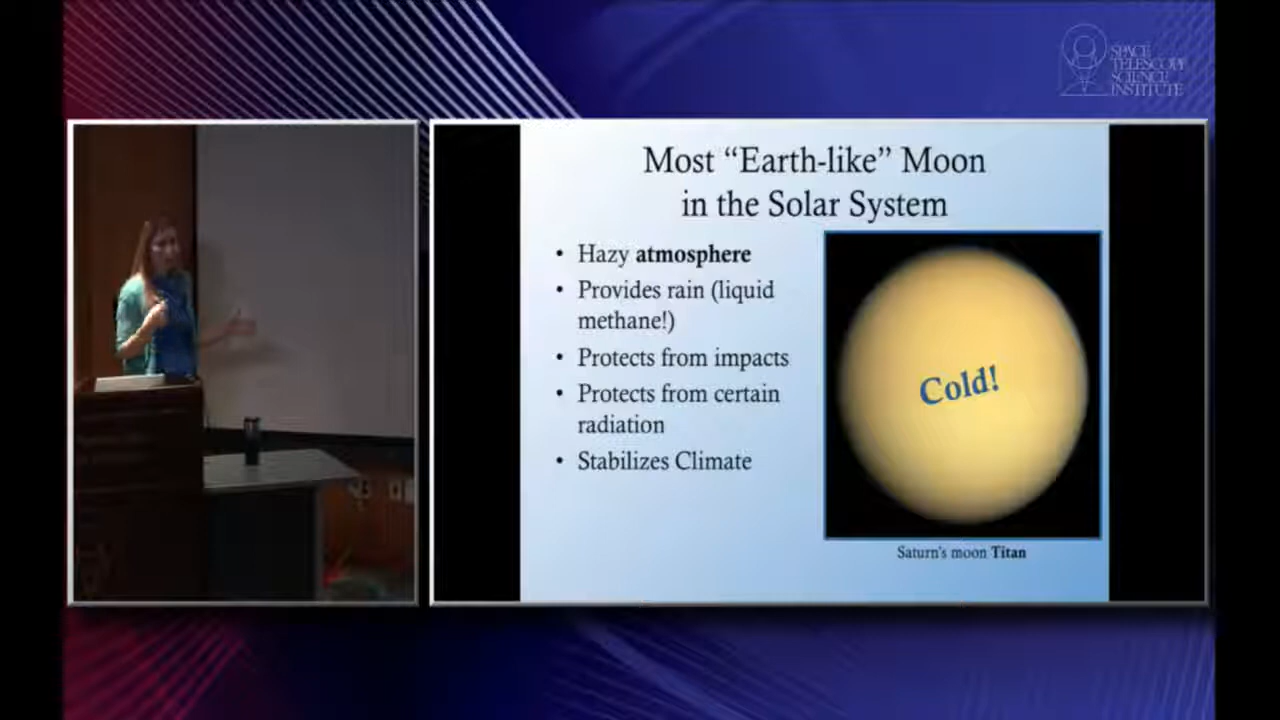 SPACE
TELESCOPE
SCIENCE
INSTITUTE
Most “Earth-like” Moon
in the Solar System
• Hazy atmosphere
• Provides rain (liquid
methane!)
• Protects from impacts
• Protects from certain
radiation
• Stabilizes Climate
Cold!
Saturn’s moon Titan